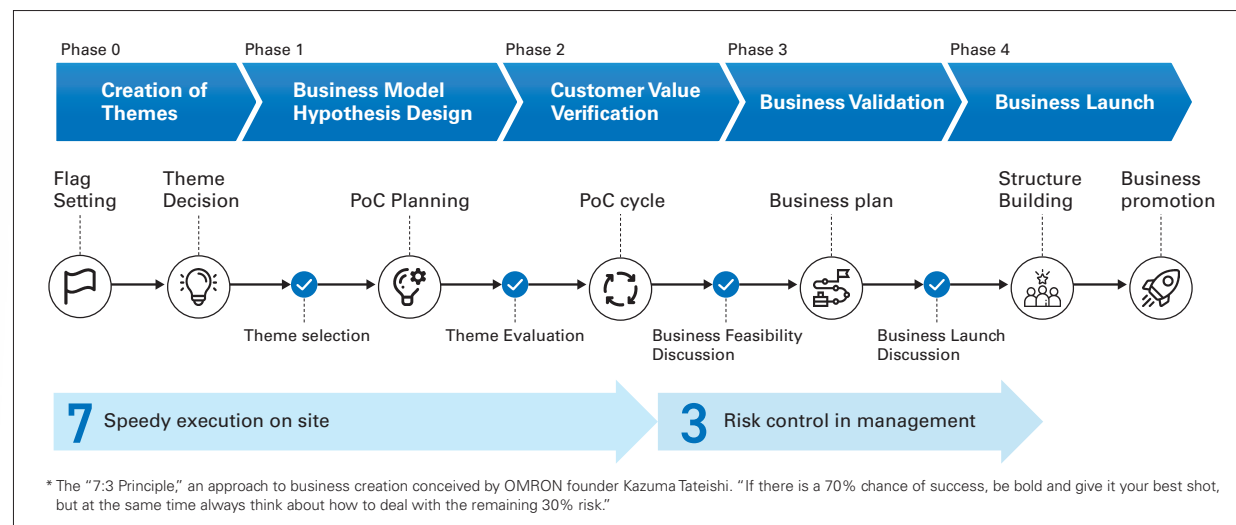 Phase 0
Phase 1
Phase 2
Phase 3
Phase 4
Creation of
Themes
Business Model
Hypothesis Design
Customer Value
Verification
Business Validation
Business Launch
Flag
Setting
Theme
Decision
PoC Planning
PoC cycle
Business plan
Structure
Building
Business
promotion
Theme selection
Theme Evaluation
Business Feasibility
Discussion
Business Launch
Discussion
7 Speedy execution on site
3 Risk control in management
* The “7:3 Principle,” an approach to business creation conceived by OMRON founder Kazuma Tateishi. “If there is a 70% chance of success, be bold and give it your best shot,
but at the same time always think about how to deal with the remaining 30% risk.”